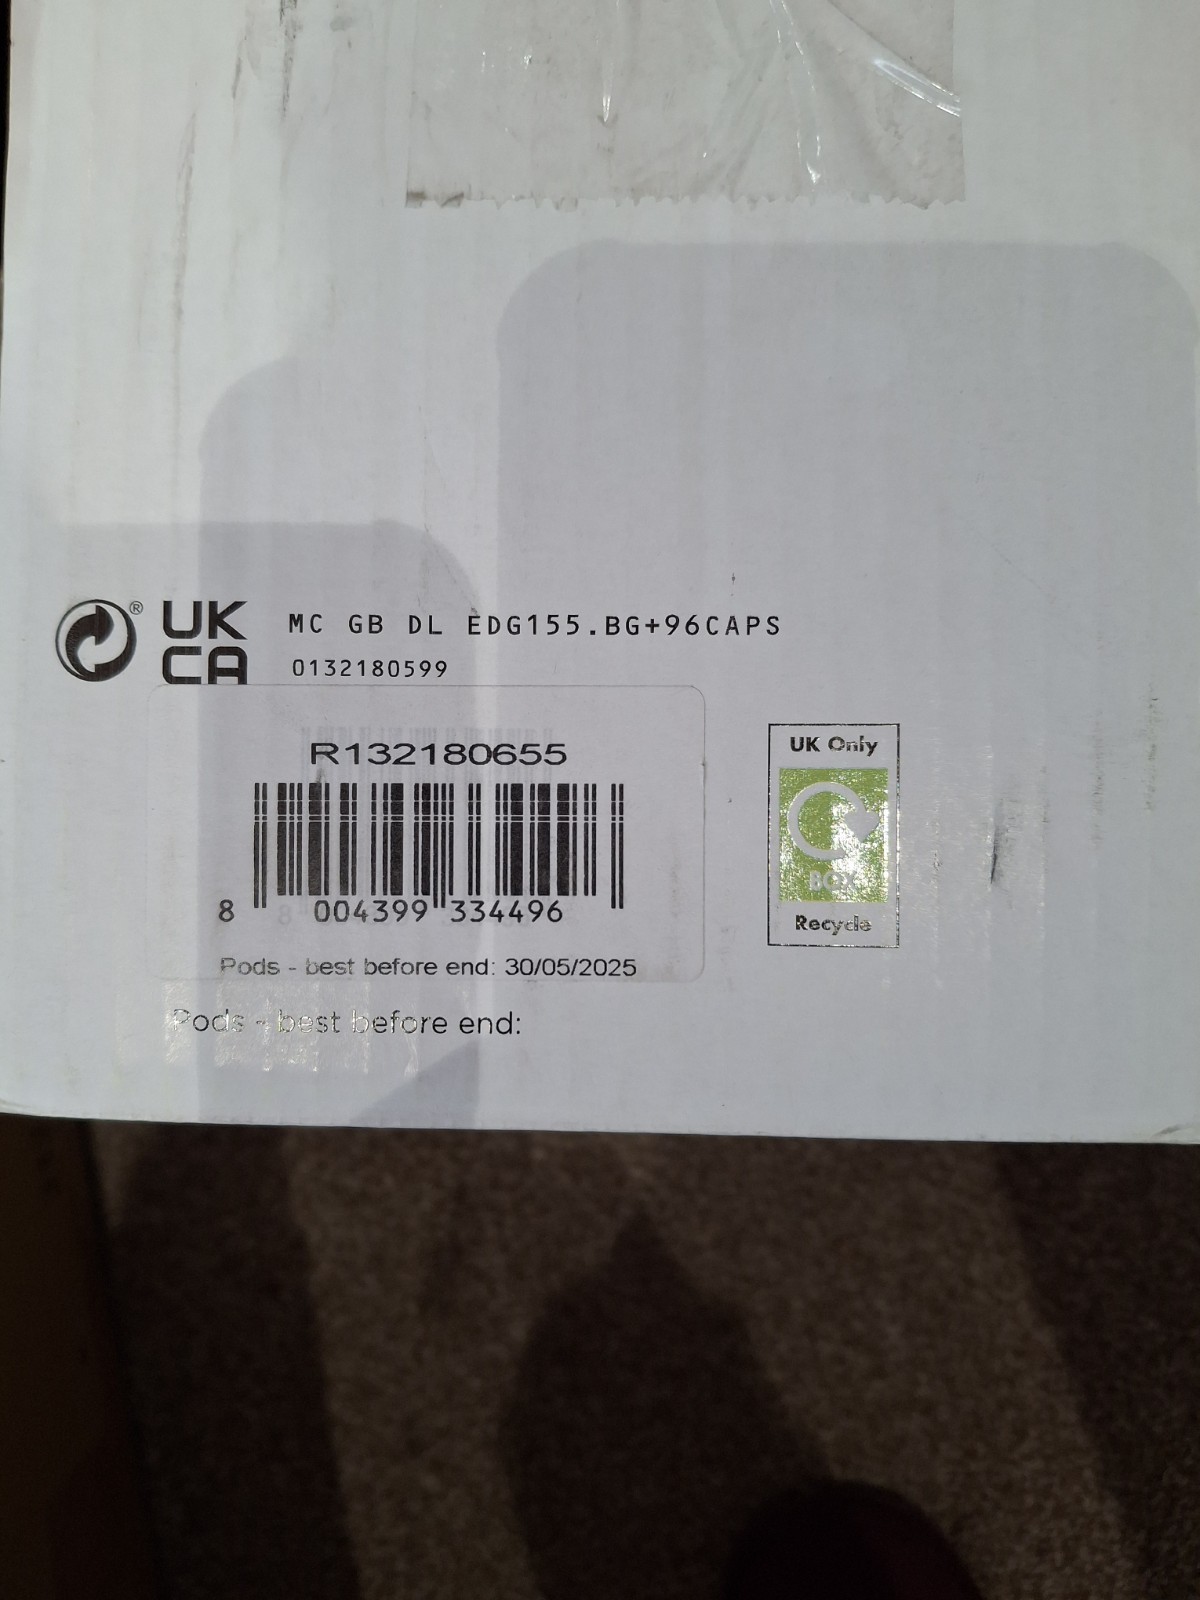 ®
UK
CA
MC GB DL EDG155.BG+96CAPS
0132180599
R132180655
8 004399 334496
Pods - best before end: 30/05/2025
Pods - best before end:
UK Only
BOX
Recycle